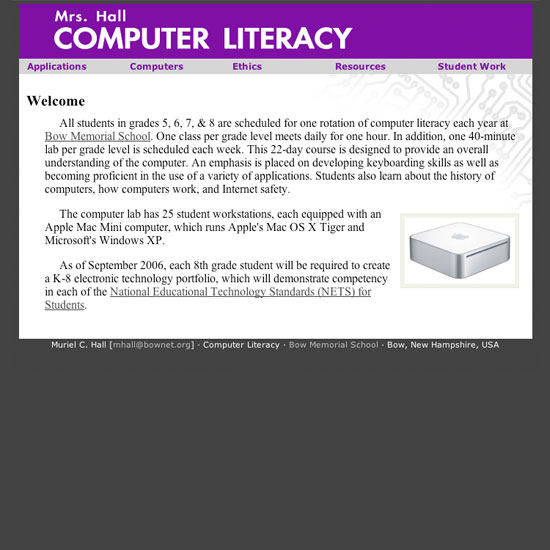 Mrs. Hall
COMPUTER LITERACY
Applications Computers Ethics Resources Student Work
Welcome
All students in grades 5, 6, 7, & 8 are scheduled for one rotation of computer literacy each year at
Bow Memorial School. One class per grade level meets daily for one hour. In addition, one 40-minute
lab per grade level is scheduled each week. This 22-day course is designed to provide an overall
understanding of the computer. An emphasis is placed on developing keyboarding skills as well as
becoming proficient in the use of a variety of applications. Students also learn about the history of
computers, how computers work, and Internet safety.
The computer lab has 25 student workstations, each equipped with an
Apple Mac Mini computer, which runs Apple's Mac OS X Tiger and
Microsoft's Windows XP.
As of September 2006, each 8th grade student will be required to create
a K-8 electronic technology portfolio, which will demonstrate competency
in each of the National Educational Technology Standards (NETS) for
Students.
Muriel C. Hall [mhall@bownet.org] · Computer Literacy · Bow Memorial School · Bow, New Hampshire, USA